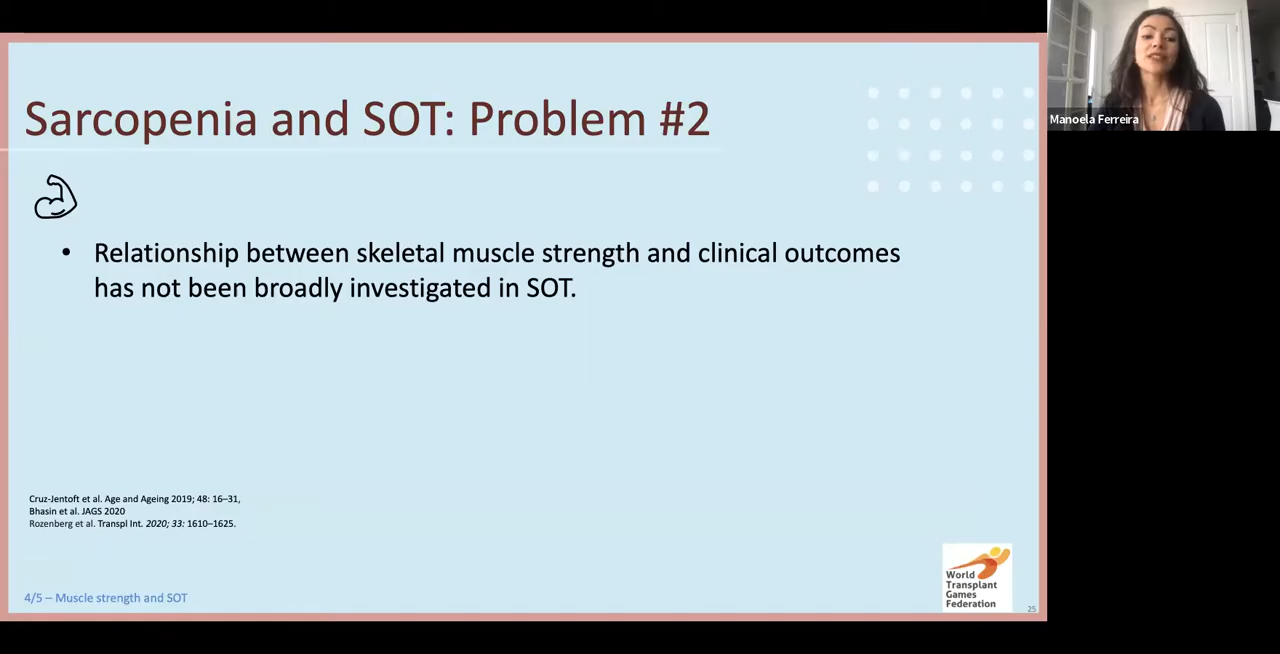 Sarcopenia and SOT: Problem #2
Manoela Ferreira
• Relationship between skeletal muscle strength and clinical outcomes
has not been broadly investigated in SOT.
Cruz-Jentoft et al. Age and Ageing 2019; 48: 16–31,
Bhasin et al. JAGS 2020
Rozenberg et al. Transpl Int. 2020; 33: 1610–1625.
4/5 – Muscle strength and SOT
World
Transplant
Games
Federation
25